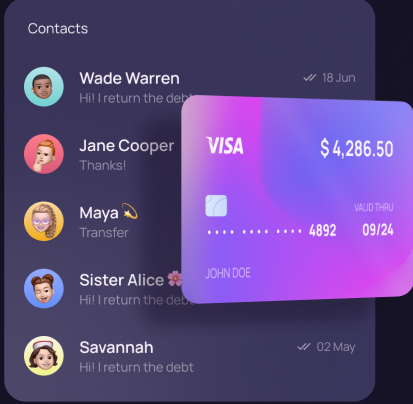 Contacts
Wade Warren
18 Jun
Hi! I return the debt
Jane Cooper
Thanks!
Maya 💫
Transfer
Sister Alice 🌸
Hi! I return the debt
Savannah
02 May
Hi! I return the debt
VISA
$ 4,286.50
VALID THRU
•••• •••• •••• 4892
09/24
JOHN DOE